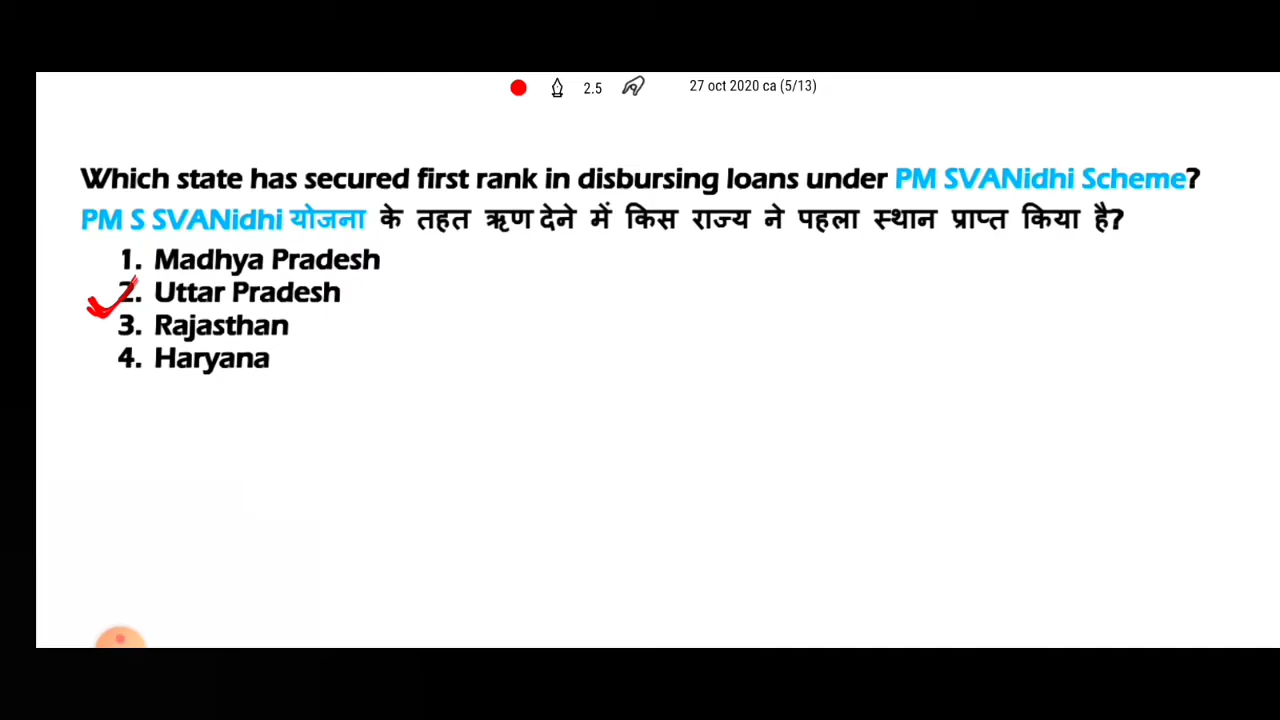 2.5 27 oct 2020 ca (5/13)
Which state has secured first rank in disbursing loans under PM SVANidhi Scheme?
PM S SVANidhi योजना के तहत ऋण देने में किस राज्य ने पहला स्थान प्राप्त किया है?
1. Madhya Pradesh
2. Uttar Pradesh
3. Rajasthan
4. Haryana